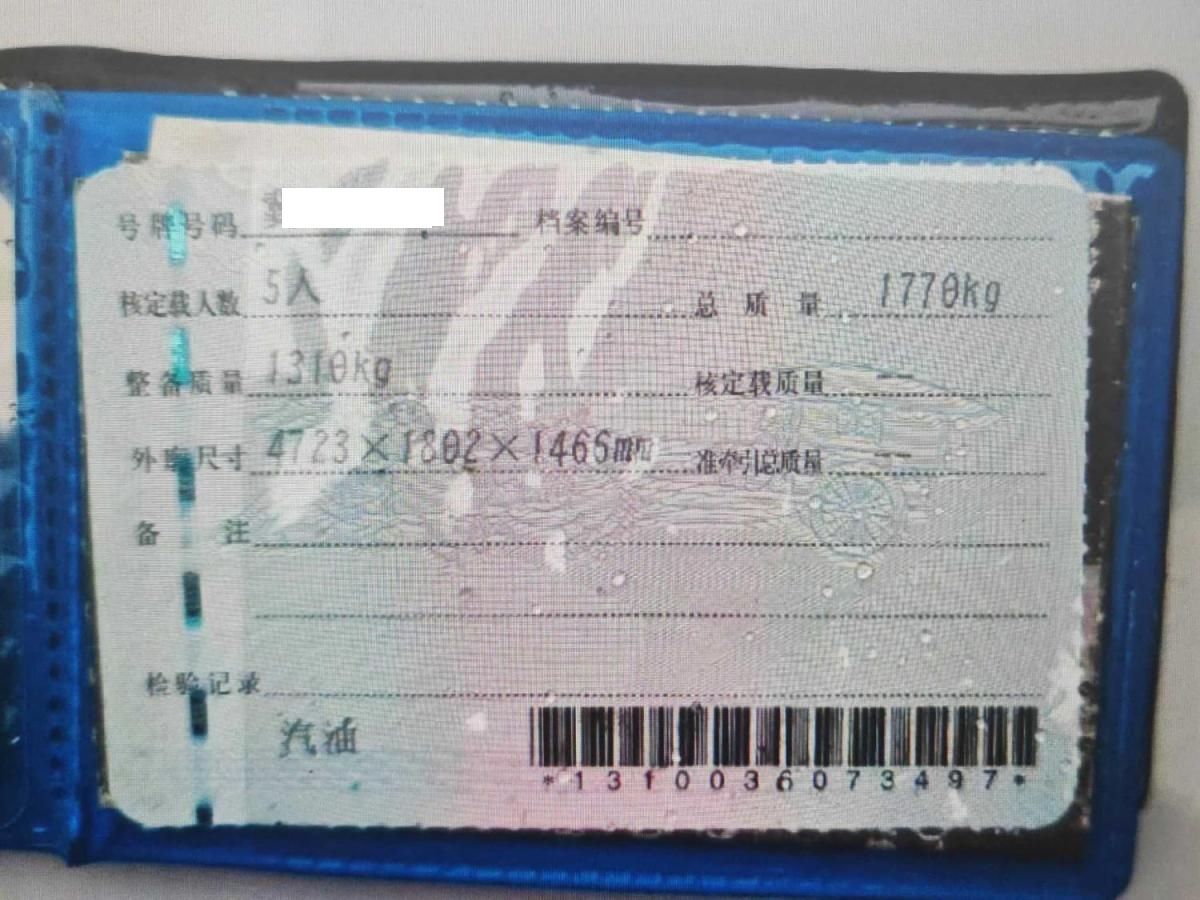 号牌号码 档案编号
核定载人数 5人 总质量 1770kg
整备质量 1310kg 核定载质量 --
外廓尺寸 4723×1802×1466mm 准牵引总质量 --
备注
检验记录
汽油
*1310036073497*